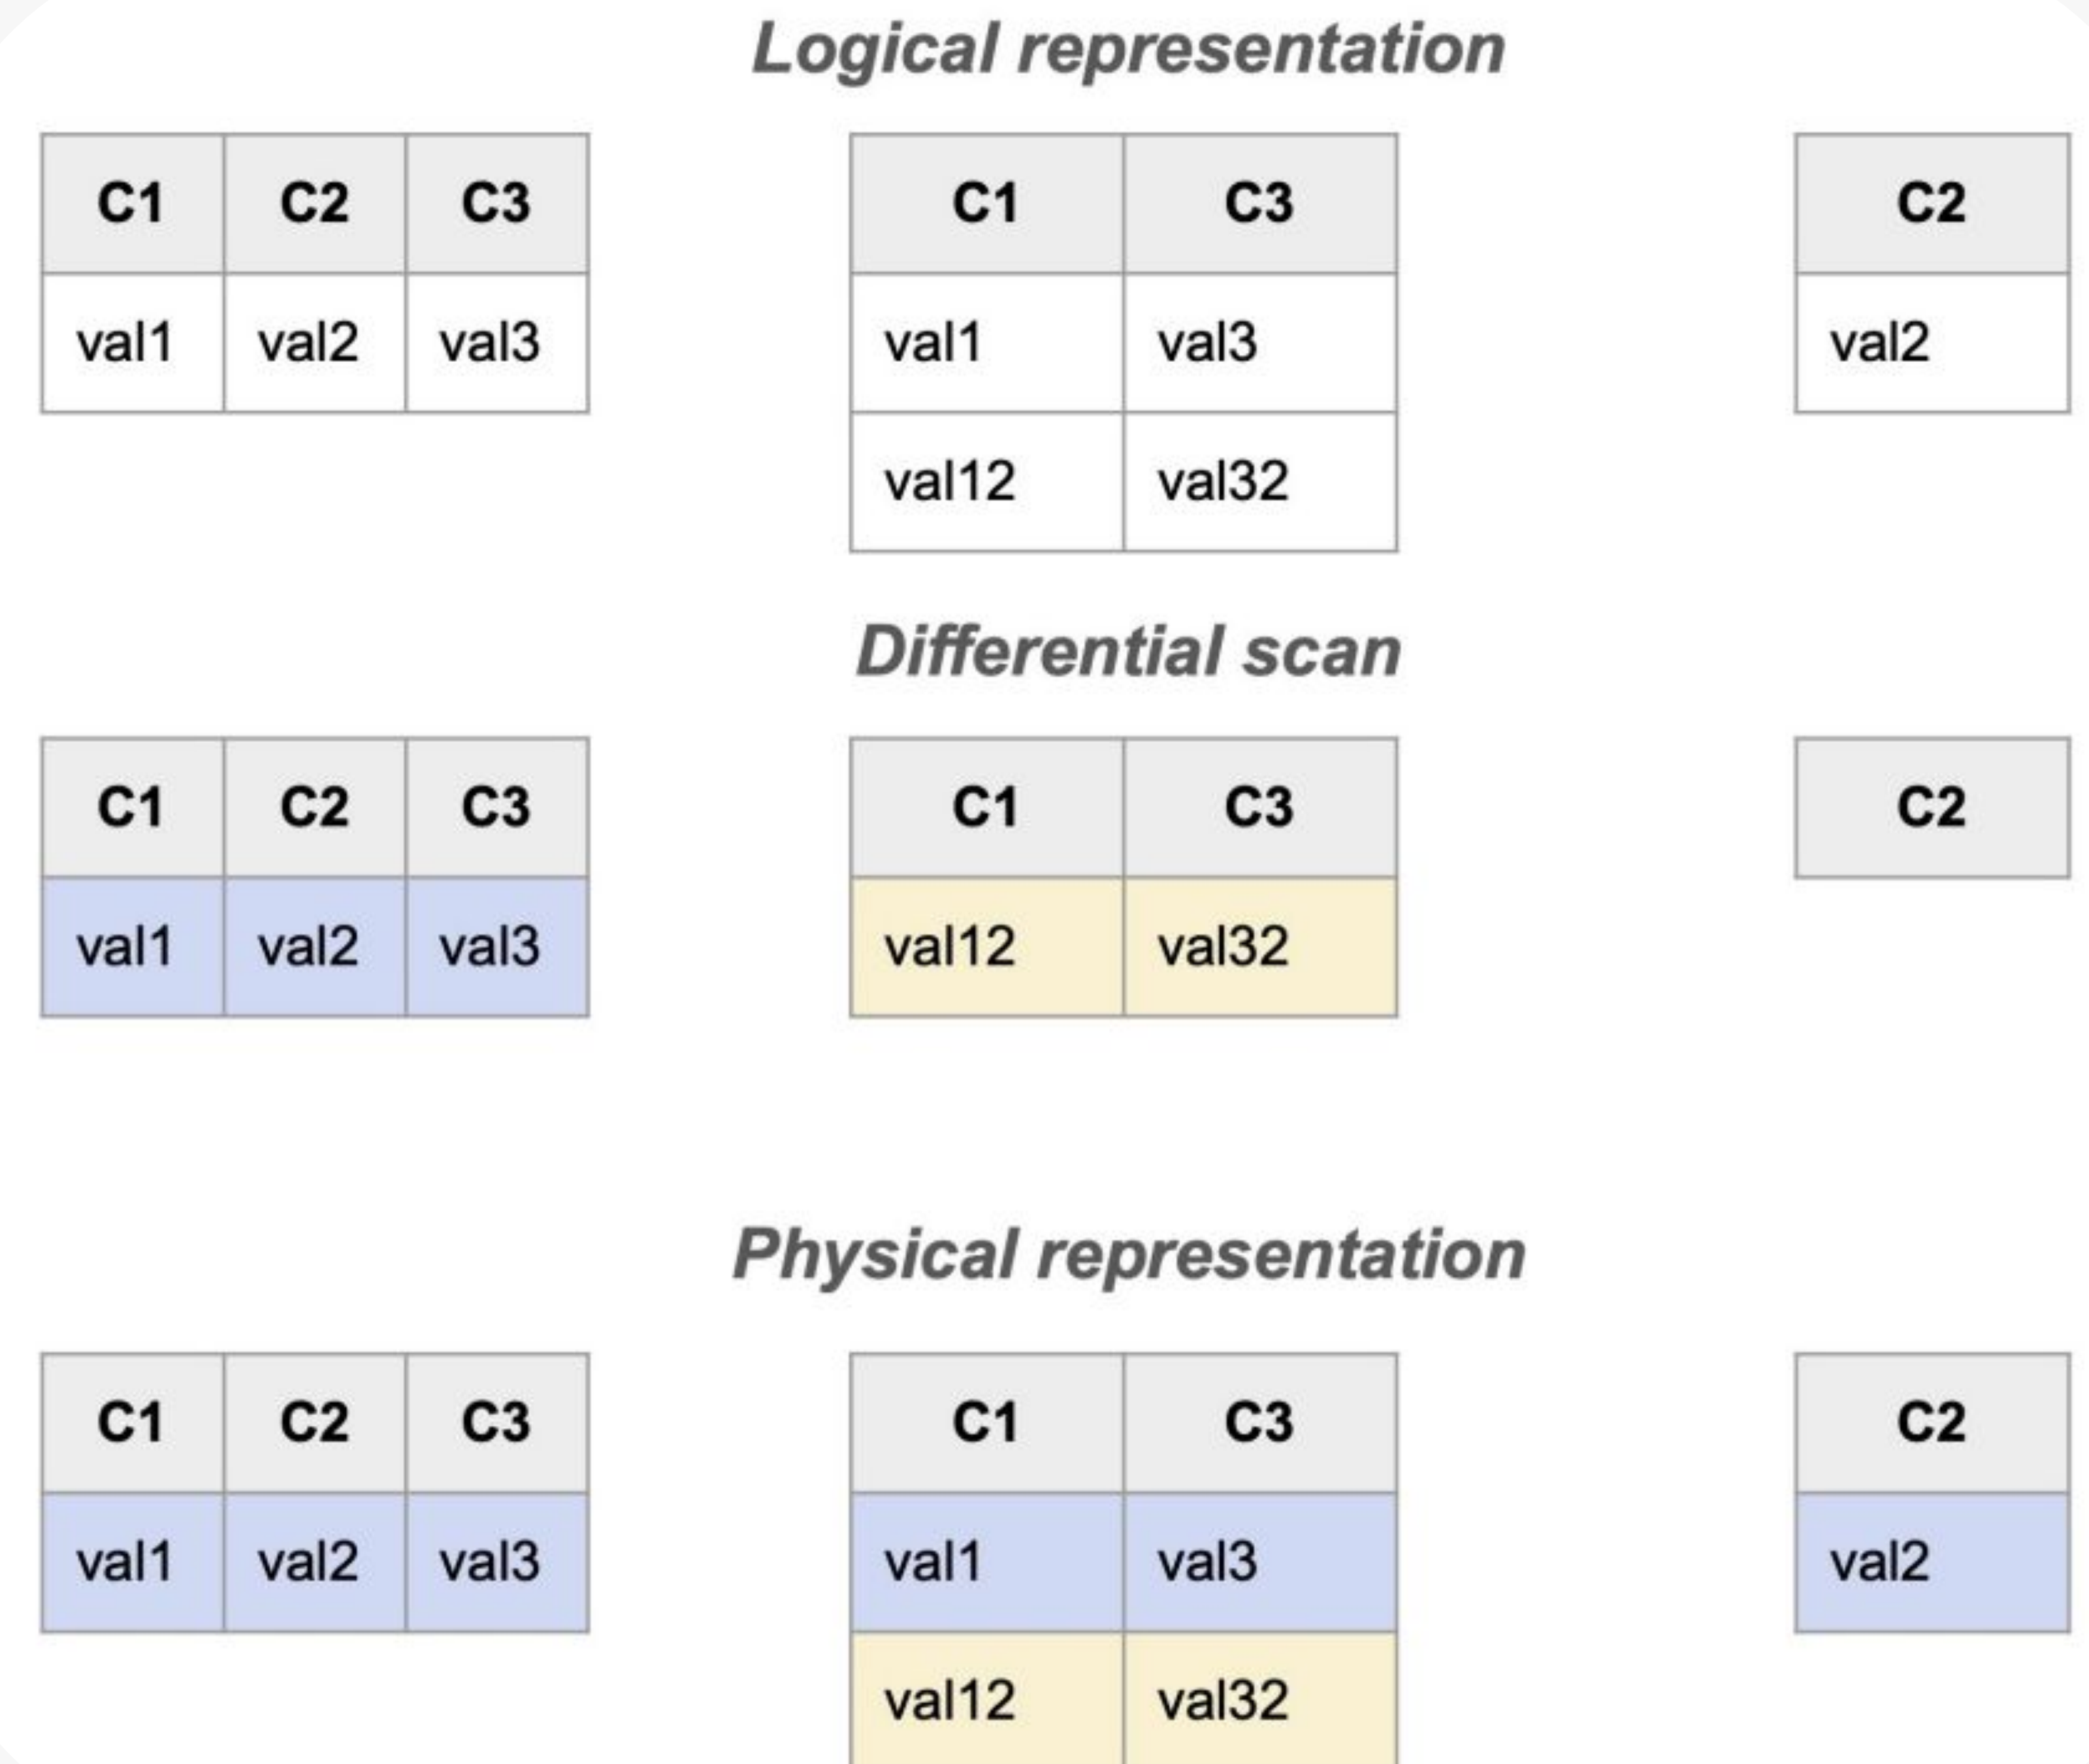 Logical representation
C1 C2 C3
val1 val2 val3
C1 C3
val1 val3
val12 val32
C2
val2
Differential scan
C1 C2 C3
val1 val2 val3
C1 C3
val12 val32
C2
Physical representation
C1 C2 C3
val1 val2 val3
C1 C3
val1 val3
val12 val32
C2
val2